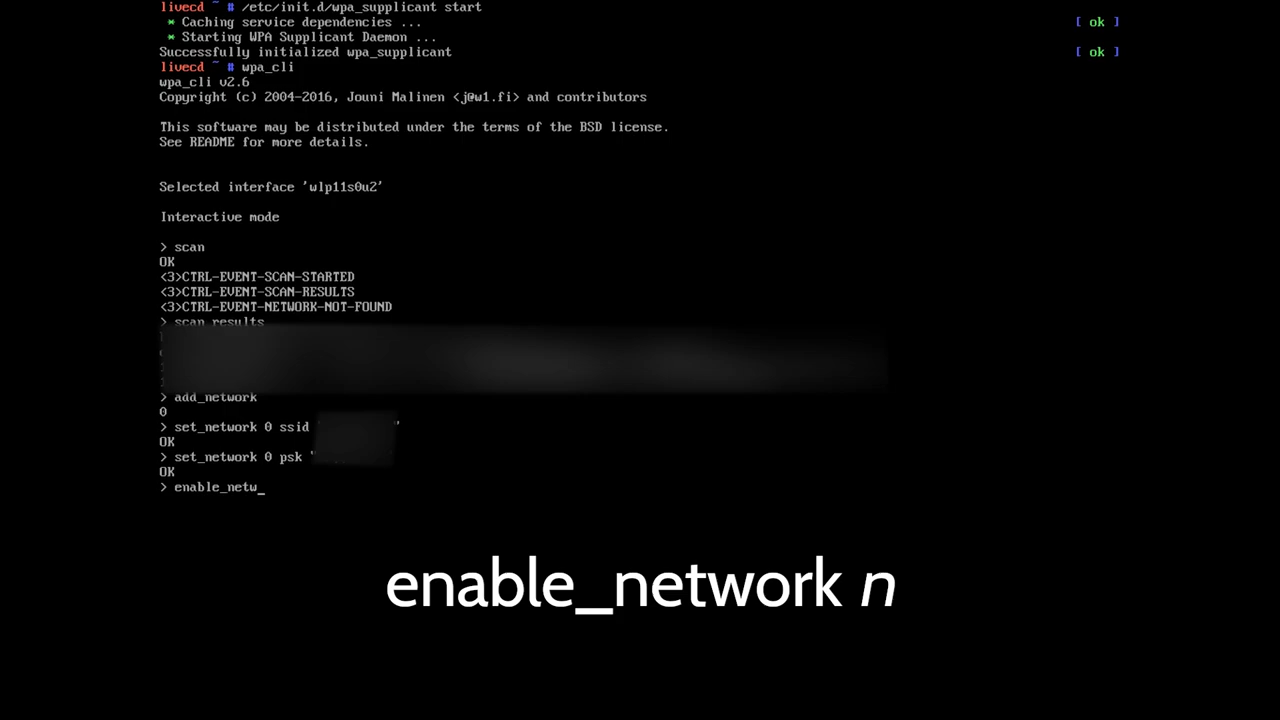 livecd ~ # /etc/init.d/wpa_supplicant start
* Caching service dependencies ... [ ok ]
* Starting WPA Supplicant Daemon ...
Successfully initialized wpa_supplicant [ ok ]
livecd ~ # wpa_cli
wpa_cli v2.6
Copyright (c) 2004-2016, Jouni Malinen <j@w1.fi> and contributors
This software may be distributed under the terms of the BSD license.
See README for more details.
Selected interface 'wlp11s0u2'
Interactive mode
> scan
OK
<3>CTRL-EVENT-SCAN-STARTED
<3>CTRL-EVENT-SCAN-RESULTS
<3>CTRL-EVENT-NETWORK-NOT-FOUND
> scan_results
> add_network
0
> set_network 0 ssid "
OK
> set_network 0 psk "
OK
> enable_netw_
enable_network n